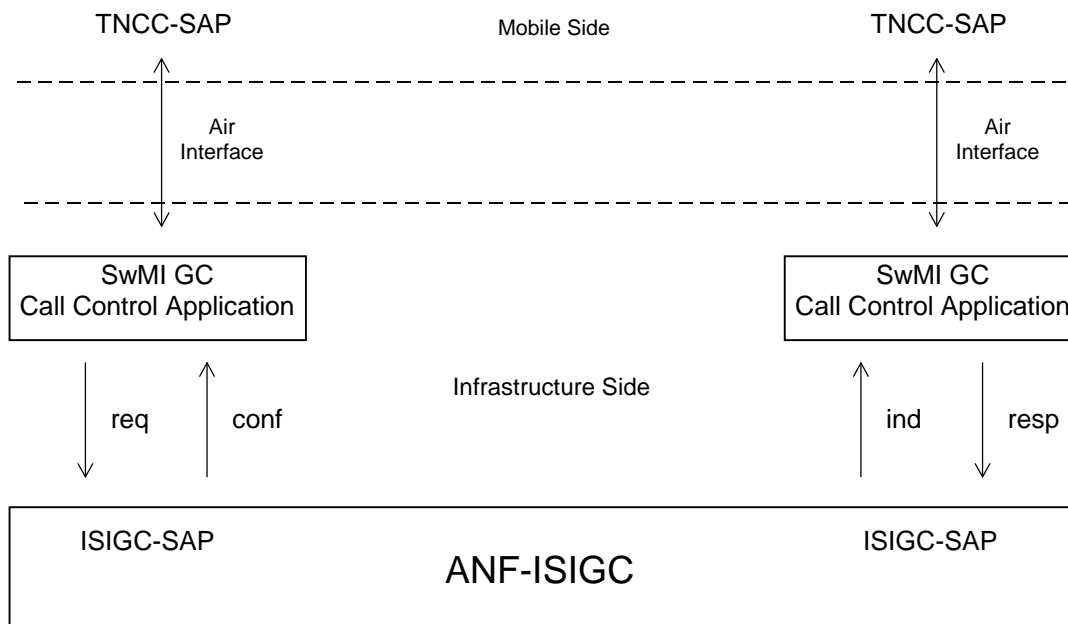 TNCC-SAP
Mobile Side
TNCC-SAP
Air
Interface
Air
Interface
SwMI GC
Call Control Application
SwMI GC
Call Control Application
Infrastructure Side
req
conf
ind
resp
ISIGC-SAP
ISIGC-SAP
ANF-ISIGC